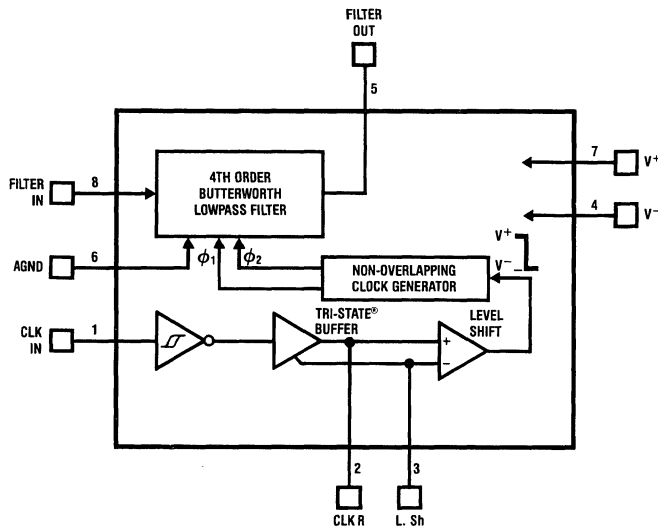 FILTER
OUT
5
4TH ORDER
BUTTERWORTH
LOWPASS FILTER
7
V+
FILTER
IN
8
4
V−
AGND
6
ϕ1
ϕ2
V+
V−
NON-OVERLAPPING
CLOCK GENERATOR
CLK
IN
1
TRI-STATE®
BUFFER
LEVEL
SHIFT
+
−
2
3
CLK R
L. Sh